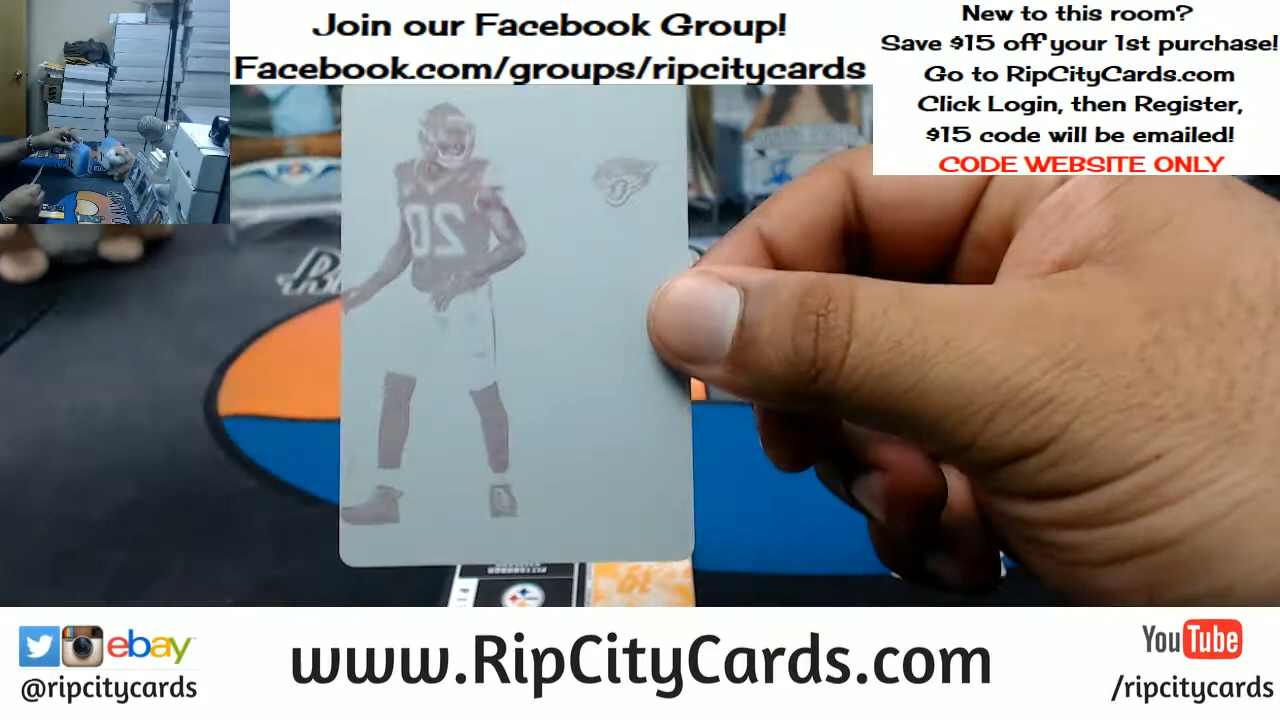 Join our Facebook Group!
Facebook.com/groups/ripcitycards
New to this room?
Save $15 off your 1st purchase!
Go to RipCityCards.com
Click Login, then Register,
$15 code will be emailed!
CODE WEBSITE ONLY
20
ebay
@ripcitycards
www.RipCityCards.com
YouTube
/ripcitycards